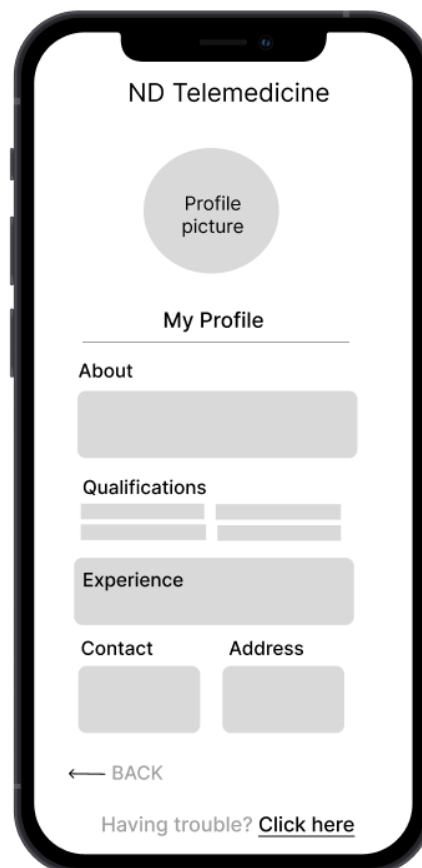 ND Telemedicine
Profile
picture
My Profile
About
Qualifications
Experience
Contact Address
BACK
Having trouble? Click here